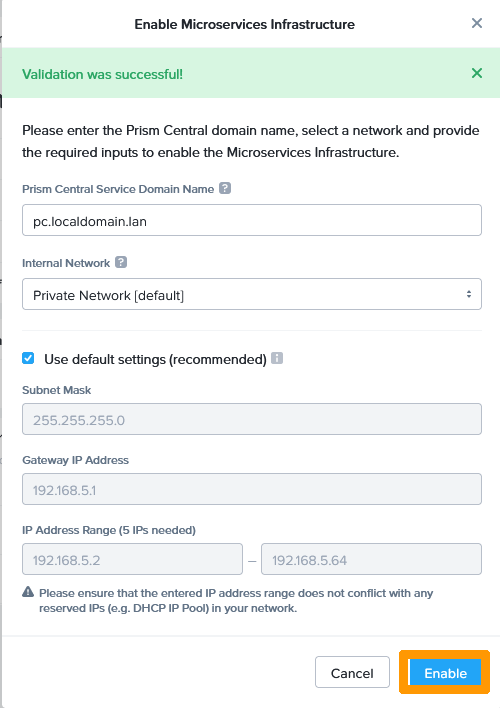 Enable Microservices Infrastructure
Validation was successful!
Please enter the Prism Central domain name, select a network and provide
the required inputs to enable the Microservices Infrastructure.
Prism Central Service Domain Name
pc.localdomain.lan
Internal Network
Private Network [default]
Use default settings (recommended)
Subnet Mask
255.255.255.0
Gateway IP Address
192.168.5.1
IP Address Range (5 IPs needed)
192.168.5.2 – 192.168.5.64
Please ensure that the entered IP address range does not conflict with any
reserved IPs (e.g. DHCP IP Pool) in your network.
Cancel Enable